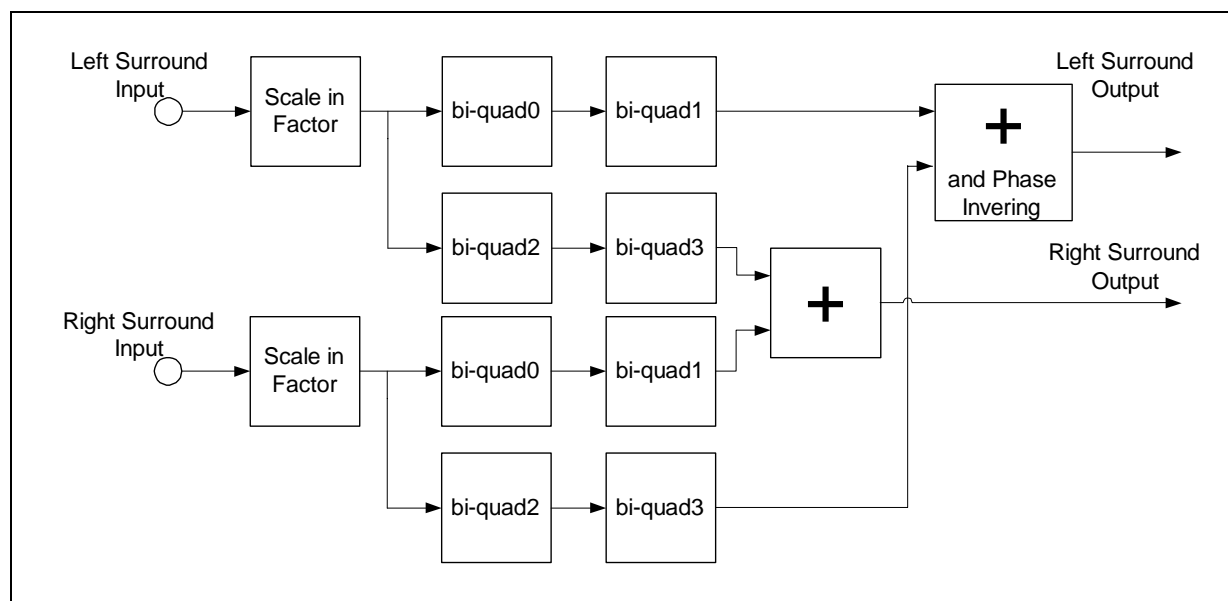 Left Surround
Input
Scale in
Factor
bi-quad0
bi-quad1
+
and Phase
Invering
Left Surround
Output
bi-quad2
bi-quad3
+
Right Surround
Output
Right Surround
Input
Scale in
Factor
bi-quad0
bi-quad1
bi-quad2
bi-quad3